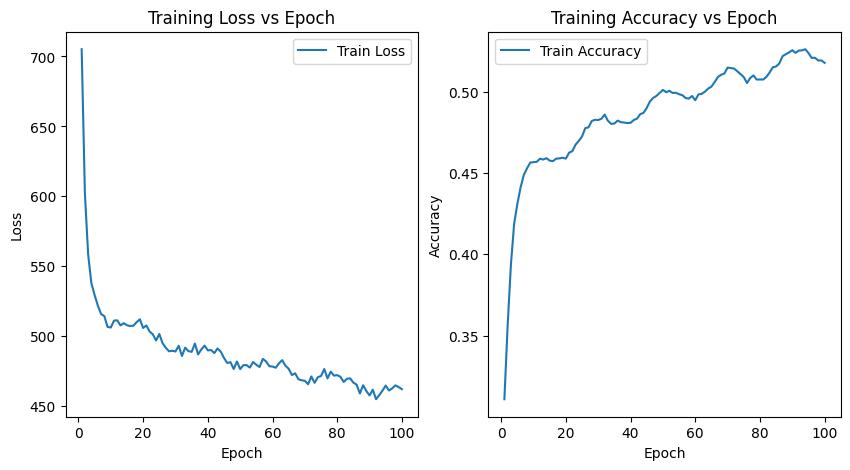 Training Loss vs Epoch
Train Loss
Loss
700
650
600
550
500
450
0 20 40 60 80 100
Epoch
Training Accuracy vs Epoch
Train Accuracy
Accuracy
0.50
0.45
0.40
0.35
0 20 40 60 80 100
Epoch